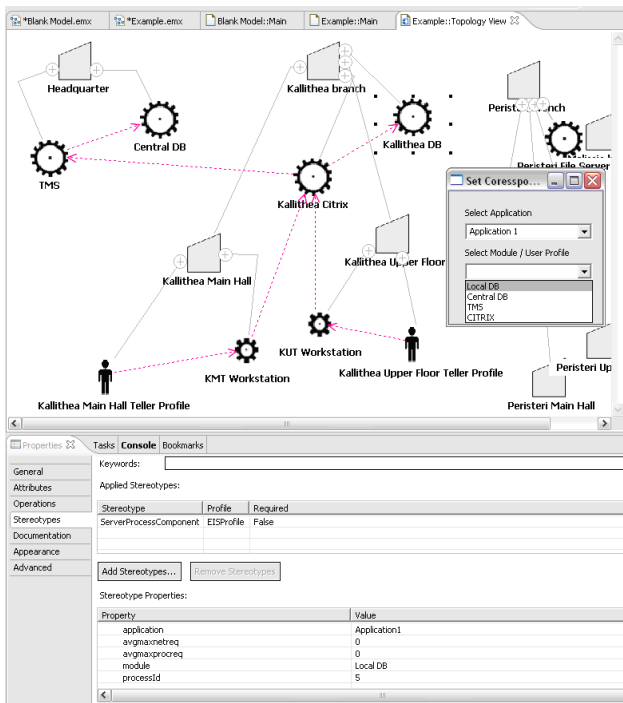 *Blank Model.emx
*Example.emx
Blank Model::Main
Example::Main
Example::Topology View
Headquarter
Kallithea branch
Central DB
Kallithea DB
TMS
Kallithea Citrix
Kallithea Main Hall
Kallithea Upper Floor
KMT Workstation
KUT Workstation
Kallithea Main Hall Teller Profile
Kallithea Upper Floor Teller Profile
Peristeri File Server
Peristeri Up
Peristeri Main Hall
Set Coresspo...
Select Application
Application 1
Select Module / User Profile
Local DB
Central DB
TMS
CITRIX
Properties
Tasks Console Bookmarks
General
Attributes
Operations
Stereotypes
Documentation
Appearance
Advanced
Keywords:
Applied Stereotypes:
Stereotype Profile Required
ServerProcessComponent EISProfile False
Add Stereotypes... Remove Stereotypes
Stereotype Properties:
Property Value
application Application1
avgmaxnetreq 0
avgmaxprocreq 0
module Local DB
processId 5